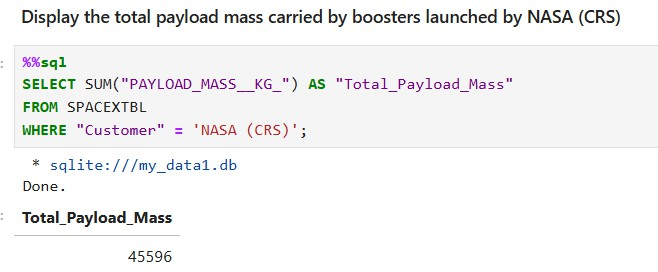 Display the total payload mass carried by boosters launched by NASA (CRS)
:
%%sql
SELECT SUM("PAYLOAD_MASS__KG_") AS "Total_Payload_Mass"
FROM SPACEXTBL
WHERE "Customer" = 'NASA (CRS)';
* sqlite:///my_data1.db
Done.
:
Total_Payload_Mass
45596